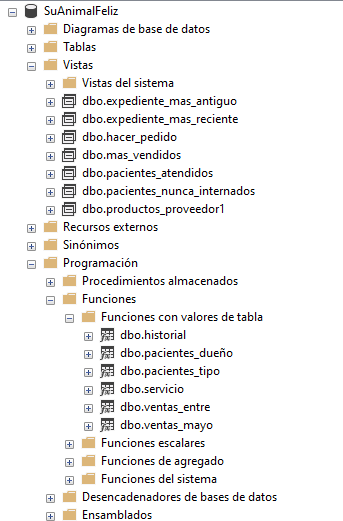 SuAnimalFeliz
Diagramas de base de datos
Tablas
Vistas
Vistas del sistema
dbo.expediente_mas_antiguo
dbo.expediente_mas_reciente
dbo.hacer_pedido
dbo.mas_vendidos
dbo.pacientes_atendidos
dbo.pacientes_nunca_internados
dbo.productos_proveedor1
Recursos externos
Sinónimos
Programación
Procedimientos almacenados
Funciones
Funciones con valores de tabla
dbo.historial
dbo.pacientes_dueño
dbo.pacientes_tipo
dbo.servicio
dbo.ventas_entre
dbo.ventas_mayo
Funciones escalares
Funciones de agregado
Funciones del sistema
Desencadenadores de bases de datos
Ensamblados